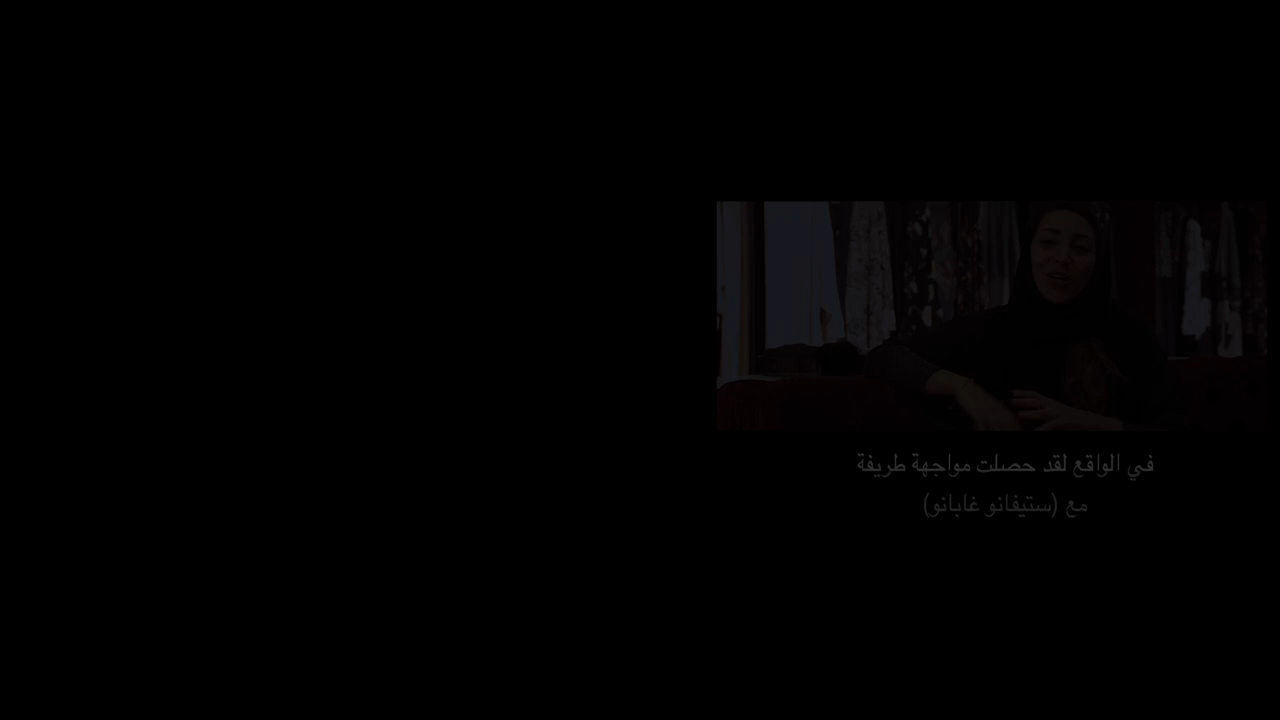 في الواقع لقد حصلت مواجهة طريفة
مع (ستيفانو غابانو)